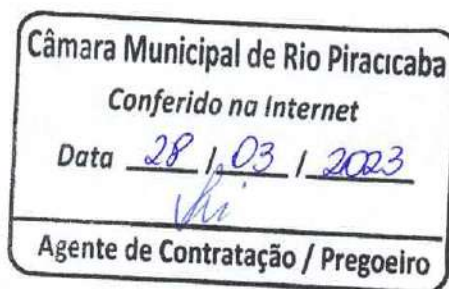 Câmara Municipal de Rio Piracicaba
Conferido na Internet
Data 28 / 03 / 2023
Agente de Contratação / Pregoeiro